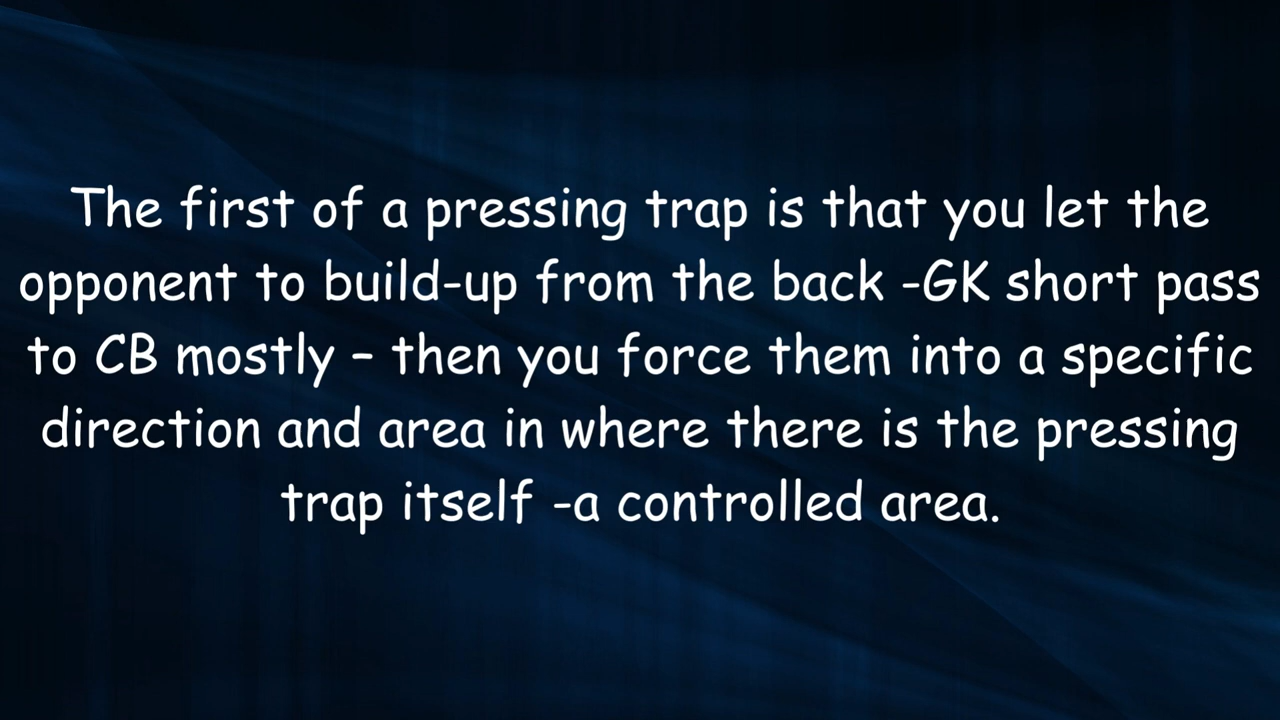 The first of a pressing trap is that you let the
opponent to build-up from the back -GK short pass
to CB mostly – then you force them into a specific
direction and area in where there is the pressing
trap itself -a controlled area.